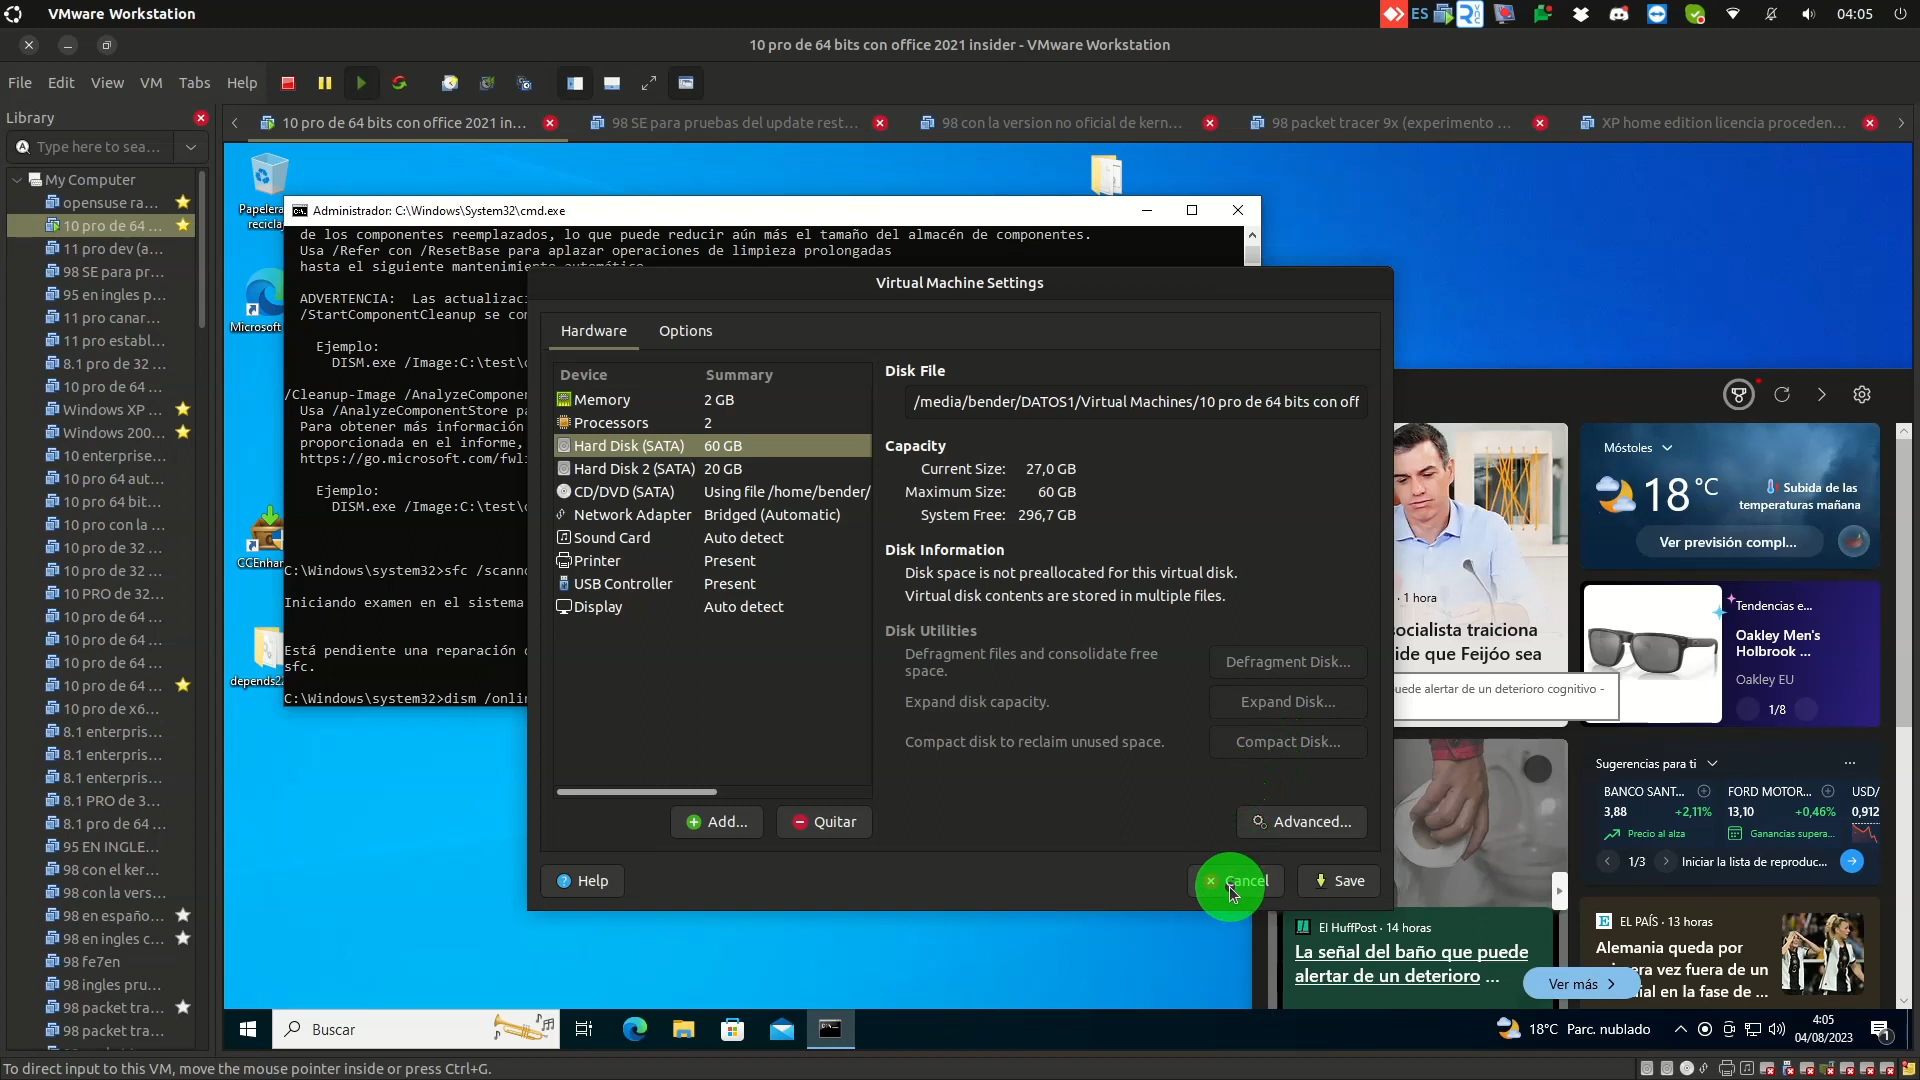 VMware Workstation
ES
04:05
10 pro de 64 bits con office 2021 insider - VMware Workstation
File Edit View VM Tabs Help
Library
Type here to sea...
My Computer
opensuse ra...
10 pro de 64 ...
11 pro dev (a...
98 SE para pr...
95 en ingles p...
11 pro canar...
11 pro establ...
8.1 pro de 32 ...
10 pro de 64 ...
Windows XP ...
Windows 200...
10 enterprise...
10 pro 64 aut...
10 pro 64 bit...
10 pro con la ...
10 pro de 32 ...
10 pro de 32 ...
10 PRO de 32...
10 pro de 64 ...
10 pro de 64 ...
10 pro de 64 ...
10 pro de 64 ...
10 pro de x6...
8.1 enterpris...
8.1 enterpris...
8.1 enterpris...
8.1 PRO de 3...
8.1 pro de 64 ...
95 EN INGLE...
98 con el ker...
98 con la vers...
98 en españo...
98 en ingles c...
98 fe7en
98 ingles pru...
98 packet tra...
98 packet tra...
10 pro de 64 bits con office 2021 in...
98 SE para pruebas del update rest...
98 con la version no oficial de kern...
98 packet tracer 9x (experimento ...
XP home edition licencia proceden...
Papelera
recicla
Microsoft
CCEnhan
depends22
Administrador: C:\Windows\System32\cmd.exe
de los componentes reemplazados, lo que puede reducir aún más el tamaño del almacén de componentes.
Usa /Refer con /ResetBase para aplazar operaciones de limpieza prolongadas
hasta el siguiente mantenimiento automático.
ADVERTENCIA: Las actualizaci
/StartComponentCleanup se con
Ejemplo:
DISM.exe /Image:C:\test\o
/Cleanup-Image /AnalyzeComponen
Usa /AnalyzeComponentStore pa
Para obtener más información
proporcionada en el informe,
https://go.microsoft.com/fwli
Ejemplo:
DISM.exe /Image:C:\test\o
C:\Windows\system32>sfc /scanno
Iniciando examen en el sistema
Está pendiente una reparación d
sfc.
C:\Windows\system32>dism /onlin
Virtual Machine Settings
Hardware Options
Device Summary
Memory 2 GB
Processors 2
Hard Disk (SATA) 60 GB
Hard Disk 2 (SATA) 20 GB
CD/DVD (SATA) Using file /home/bender/
Network Adapter Bridged (Automatic)
Sound Card Auto detect
Printer Present
USB Controller Present
Display Auto detect
Add...
Quitar
Disk File
/media/bender/DATOS1/Virtual Machines/10 pro de 64 bits con off
Capacity
Current Size: 27,0 GB
Maximum Size: 60 GB
System Free: 296,7 GB
Disk Information
Disk space is not preallocated for this virtual disk.
Virtual disk contents are stored in multiple files.
Disk Utilities
Defragment files and consolidate free
space.
Defragment Disk...
Expand disk capacity.
Expand Disk...
Compact disk to reclaim unused space.
Compact Disk...
Advanced...
Help
Cancel
Save
· 1 hora
socialista traiciona
ide que Feijóo sea
uede alertar de un deterioro cognitivo -
El HuffPost · 14 horas
La señal del baño que puede
alertar de un deterioro ...
Móstoles
18 °C
Subida de las
temperaturas mañana
Ver previsión compl...
Tendencias e...
Oakley Men's
Holbrook ...
Oakley EU
1/8
Sugerencias para ti
BANCO SANT...
3,88 +2,11%
Precio al alza
FORD MOTOR...
13,10 +0,46%
Ganancias supera...
USD/
0,912
1/3
Iniciar la lista de reproduc...
EL PAÍS · 13 horas
Alemania queda por
era vez fuera de un
ial en la fase de ...
Ver más
Buscar
18°C Parc. nublado
4:05
04/08/2023
1
To direct input to this VM, move the mouse pointer inside or press Ctrl+G.